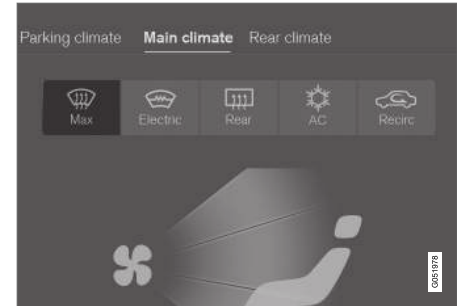 Parking climate Main climate Rear climate
Max Electric Rear AC Recirc
G051978